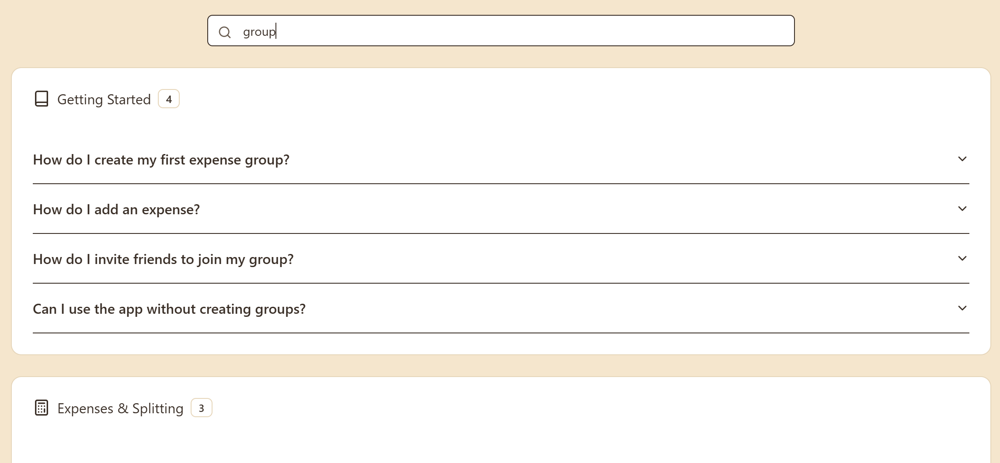 group
Getting Started 4
How do I create my first expense group?
How do I add an expense?
How do I invite friends to join my group?
Can I use the app without creating groups?
Expenses & Splitting 3